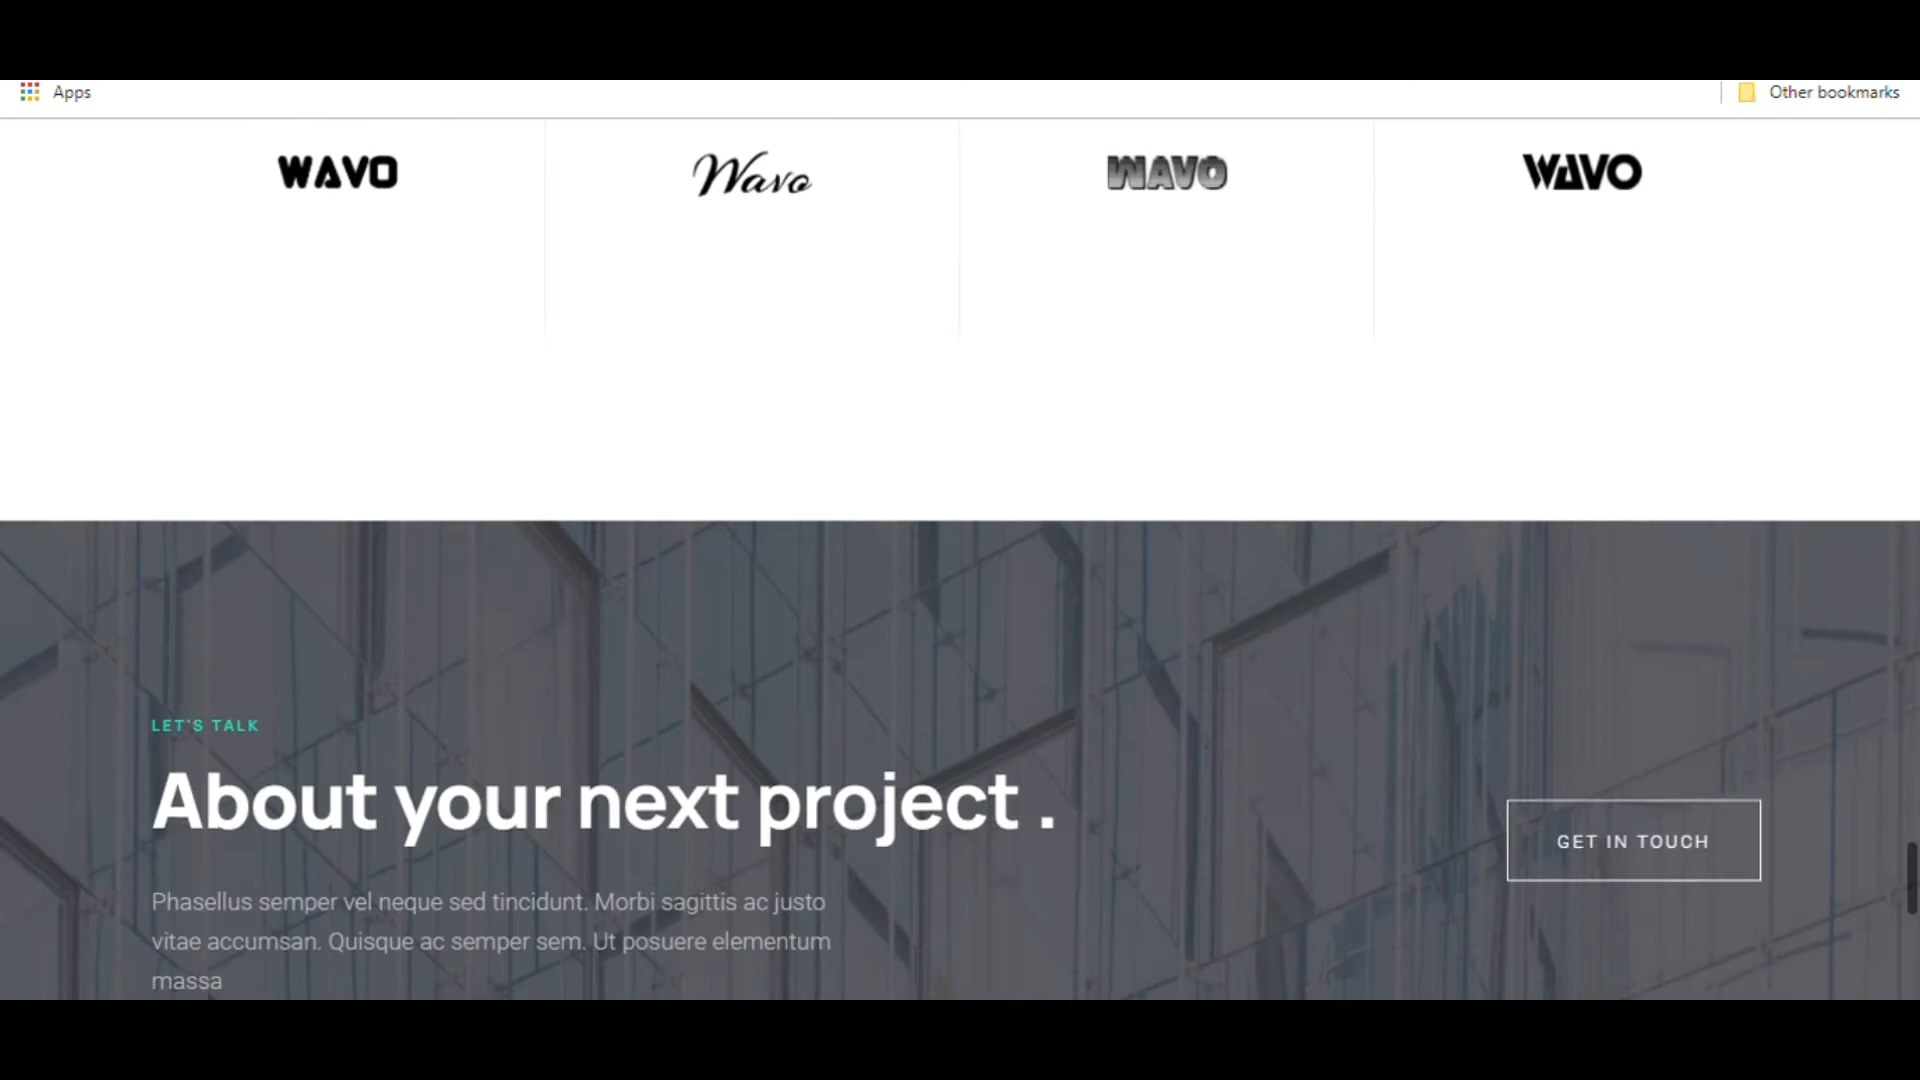 Apps
Other bookmarks
WAVO
Wavo
WAVO
WAVO
LET'S TALK
About your next project .
GET IN TOUCH
Phasellus semper vel neque sed tincidunt. Morbi sagittis ac justo
vitae accumsan. Quisque ac semper sem. Ut posuere elementum
massa